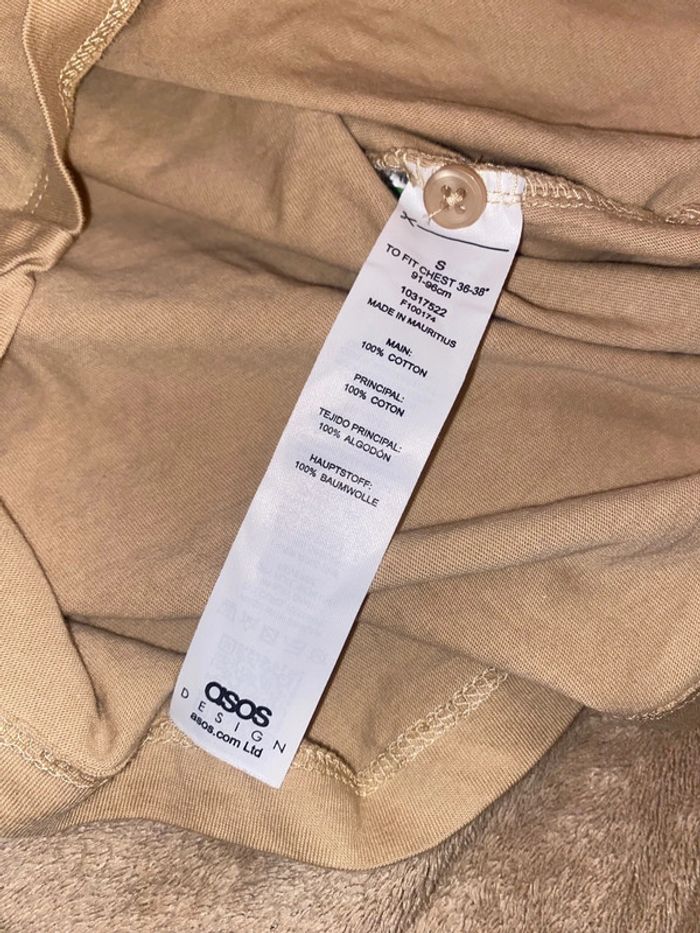 S
TO FIT CHEST 36-38"
91-96cm
10317522
F100174
MADE IN MAURITIUS
MAIN:
100% COTTON
PRINCIPAL:
100% COTON
TEJIDO PRINCIPAL:
100% ALGODÓN
HAUPTSTOFF:
100% BAUMWOLLE
asos
DESIGN
asos.com Ltd